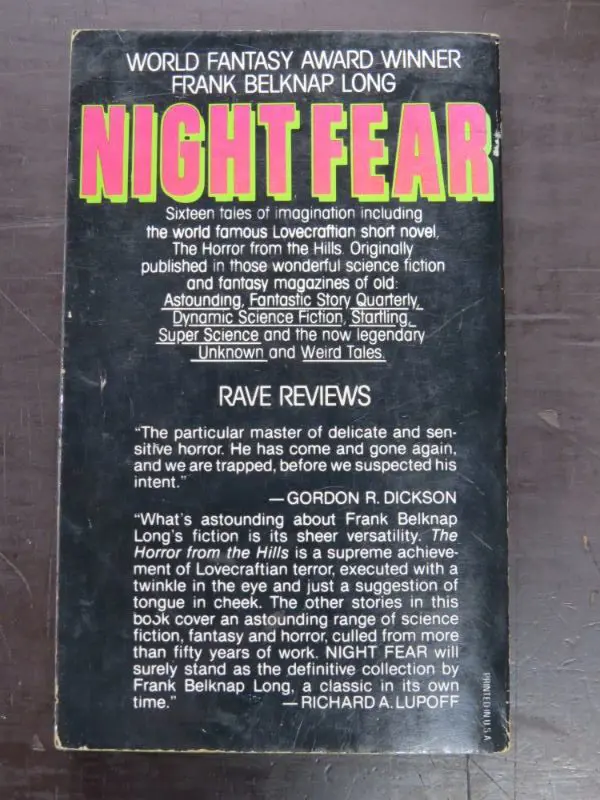 WORLD FANTASY AWARD WINNER
FRANK BELKNAP LONG
NIGHT FEAR
Sixteen tales of imagination including
the world famous Lovecraftian short novel,
The Horror from the Hills. Originally
published in those wonderful science fiction
and fantasy magazines of old:
Astounding, Fantastic Story Quarterly,
Dynamic Science Fiction, Startling,
Super Science and the now legendary
Unknown and Weird Tales.
RAVE REVIEWS
"The particular master of delicate and sen-
sitive horror. He has come and gone again,
and we are trapped, before we suspected his
intent."
—GORDON R. DICKSON
"What's astounding about Frank Belknap
Long's fiction is its sheer versatility. The
Horror from the Hills is a supreme achieve-
ment of Lovecraftian terror, executed with a
twinkle in the eye and just a suggestion of
tongue in cheek. The other stories in this
book cover an astounding range of science
fiction, fantasy and horror, culled from more
than fifty years of work. NIGHT FEAR will
surely stand as the definitive collection by
Frank Belknap Long, a classic in its own
time." —RICHARD A. LUPOFF
PRINTED IN U.S.A.